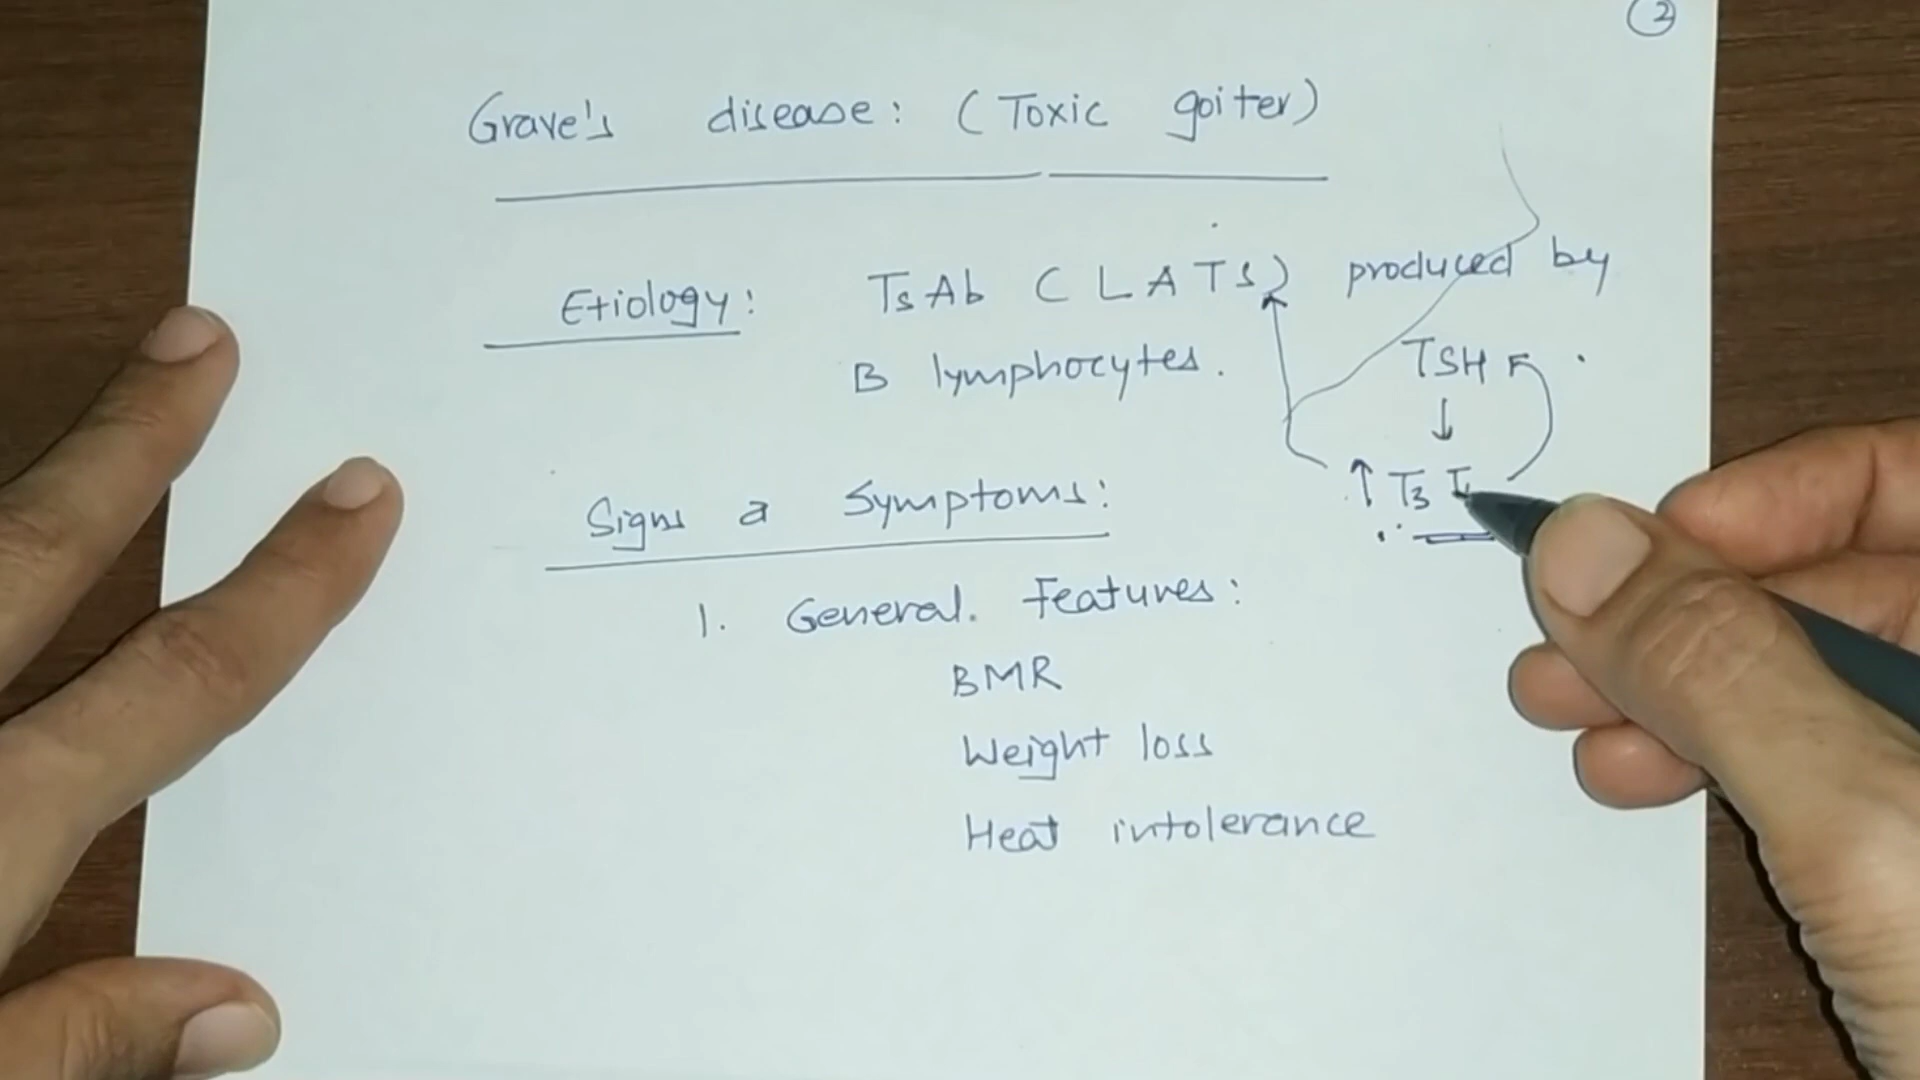 2
Grave's disease: (Toxic goiter)
Etiology: TsAb (LATS) produced by
B lymphocytes.
TSH
↓
↑ T3
Signs & Symptoms:
1. General. Features:
BMR
Weight loss
Heat intolerance